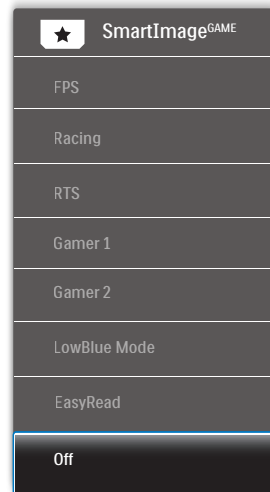 SmartImageGAME
FPS
Racing
RTS
Gamer 1
Gamer 2
LowBlue Mode
EasyRead
Off